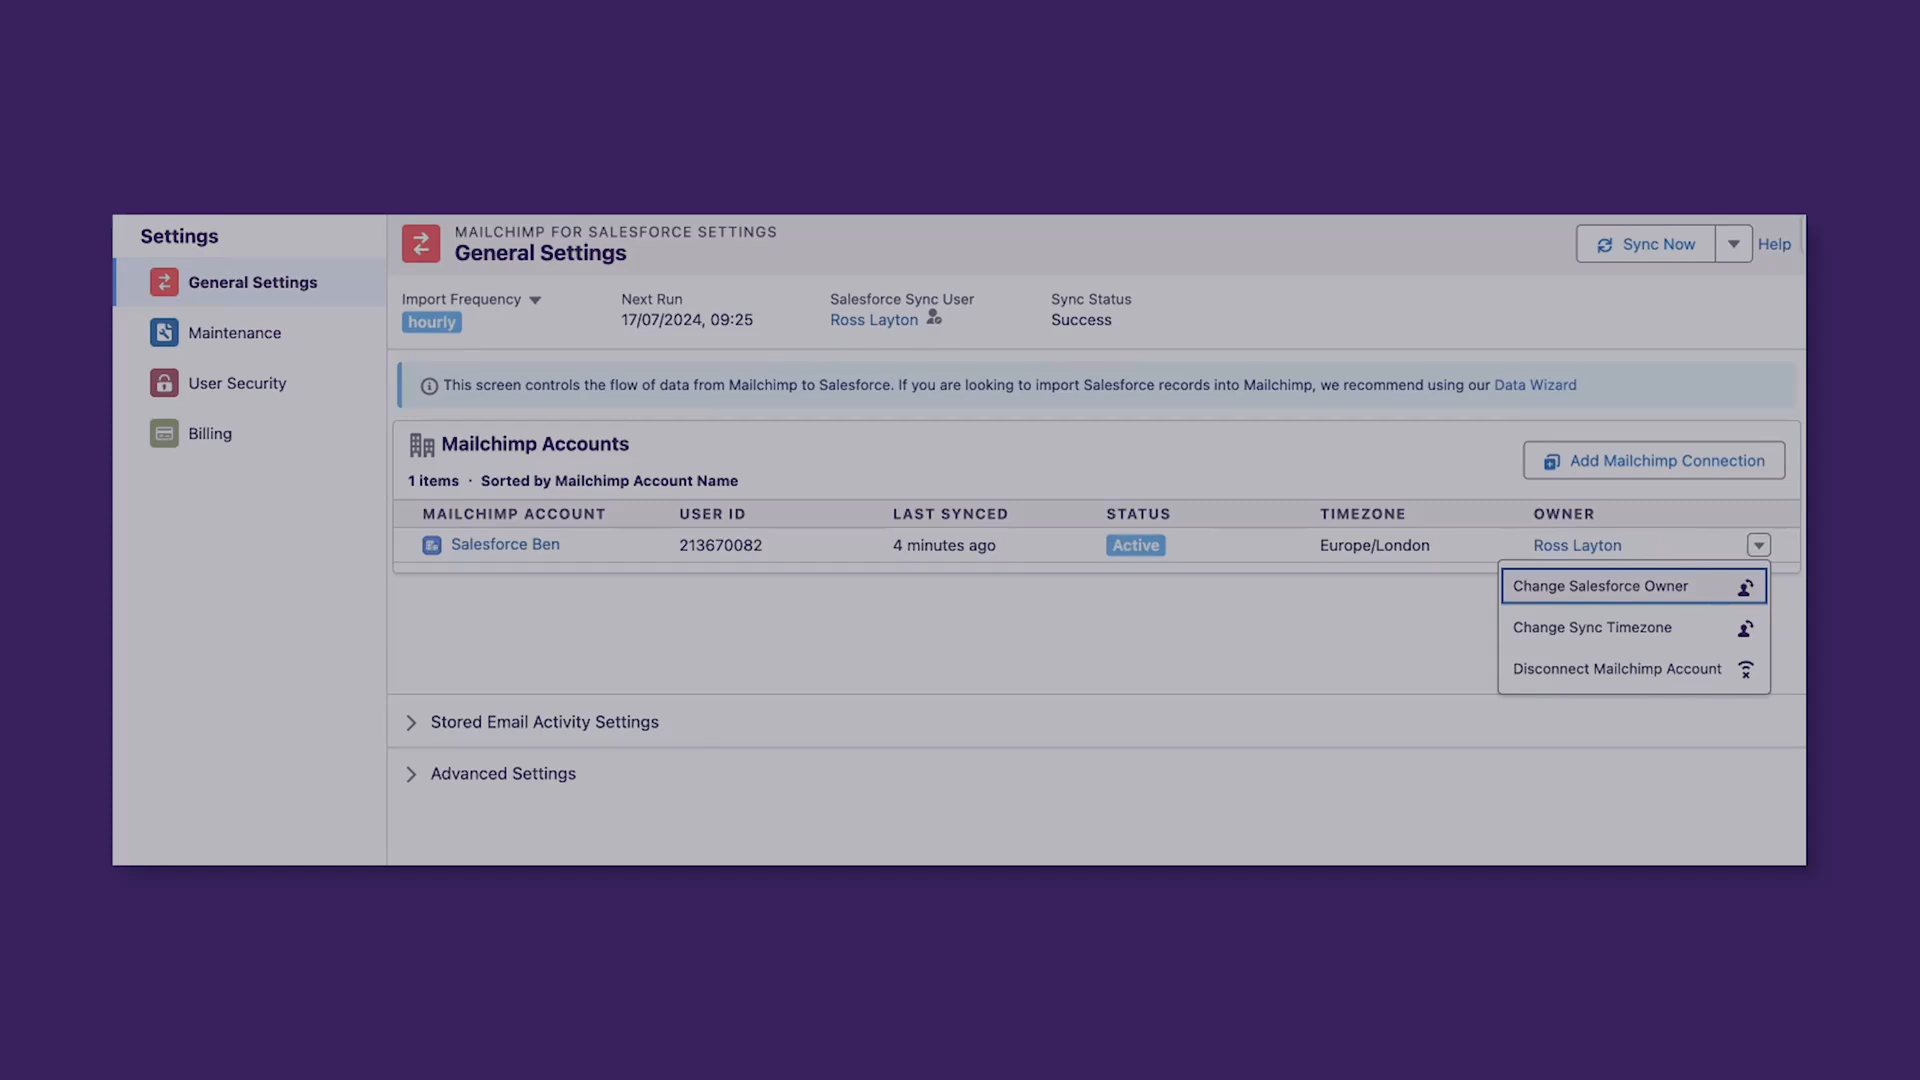 Settings
General Settings
Maintenance
User Security
Billing
MAILCHIMP FOR SALESFORCE SETTINGS
General Settings
Sync Now
Help
Import Frequency
hourly
Next Run
17/07/2024, 09:25
Salesforce Sync User
Ross Layton
Sync Status
Success
This screen controls the flow of data from Mailchimp to Salesforce. If you are looking to import Salesforce records into Mailchimp, we recommend using our Data Wizard
Mailchimp Accounts
1 items · Sorted by Mailchimp Account Name
Add Mailchimp Connection
MAILCHIMP ACCOUNT USER ID LAST SYNCED STATUS TIMEZONE OWNER
Salesforce Ben 213670082 4 minutes ago Active Europe/London Ross Layton
Change Salesforce Owner
Change Sync Timezone
Disconnect Mailchimp Account
Stored Email Activity Settings
Advanced Settings